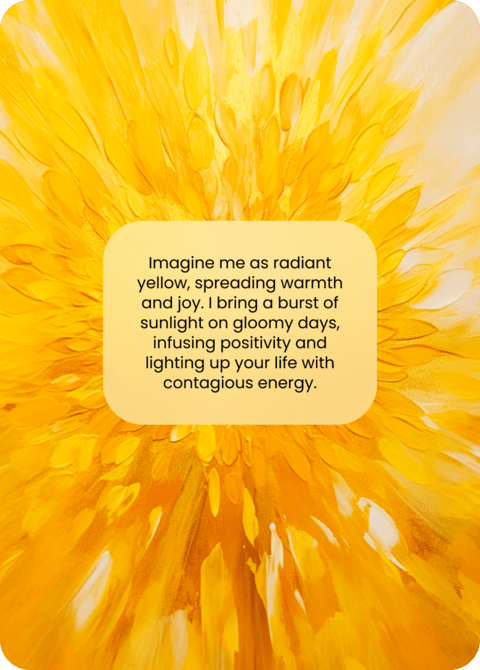 Imagine me as radiant
yellow, spreading warmth
and joy. I bring a burst of
sunlight on gloomy days,
infusing positivity and
lighting up your life with
contagious energy.